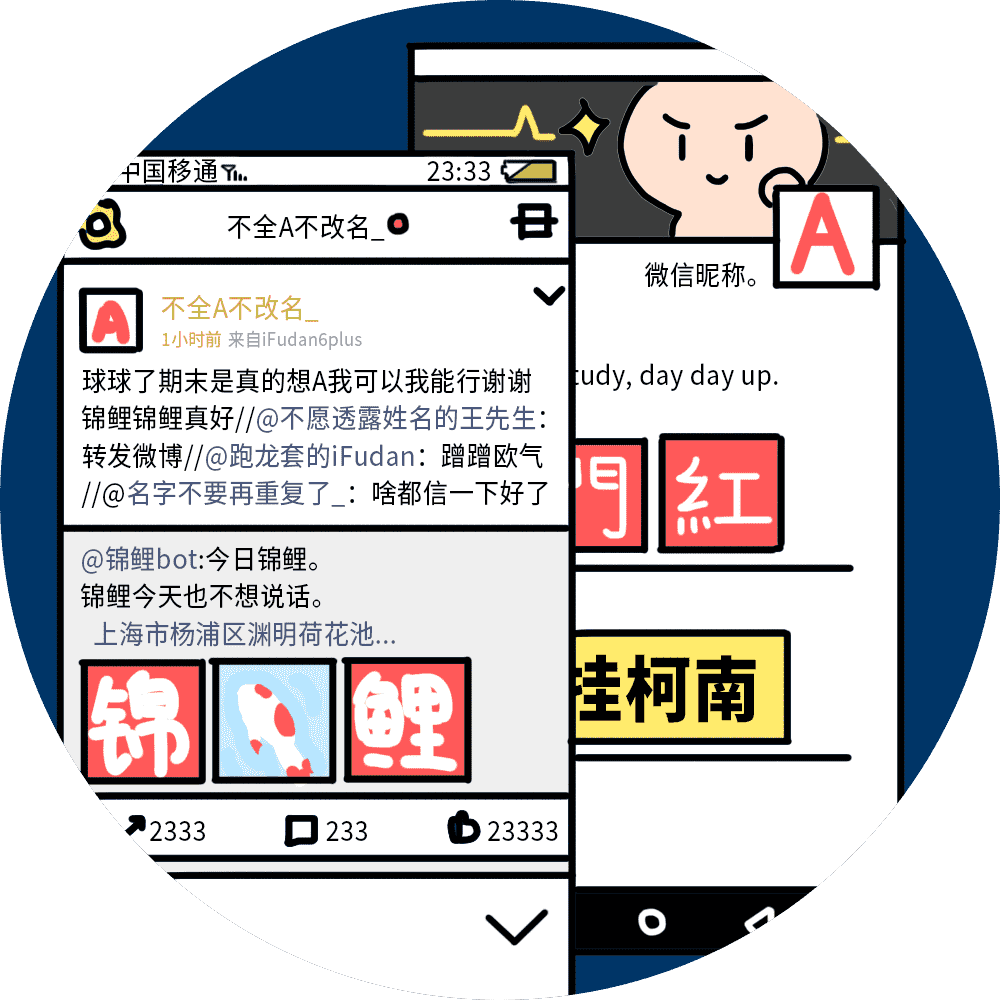 中国移通
23:33
不全A不改名_
A
不全A不改名_
1小时前 来自iFudan6plus
球球了期末是真的想A我可以我能行谢谢
锦鲤锦鲤真好//@不愿透露姓名的王先生：
转发微博//@跑龙套的iFudan：蹭蹭欧气
//@名字不要再重复了_：啥都信一下好了
@锦鲤bot:今日锦鲤。
锦鲤今天也不想说话。
上海市杨浦区渊明荷花池...
锦 鲤
2333 233 23333
A
微信昵称。
tudy, day day up.
門 紅
挂柯南